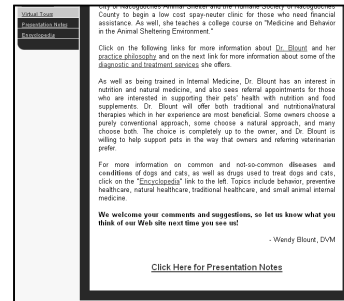 Virtual Tour
Presentation Notes
Encyclopedia
City of Nacogdoches Animal Shelter and the Humane Society of Nacogdoches
County to begin a low cost spay-neuter clinic for those who need financial
assistance. As well, she teaches a college course on "Medicine and Behavior
in the Animal Sheltering Environment."
Click on the following links for more information about Dr. Blount and her
practice philosophy and on the next link for more information about some of the
diagnostic and treatment services she offers.
As well as being trained in Internal Medicine, Dr. Blount has an interest in
nutrition and natural medicine, and also sees referral appointments for those
who are interested in supporting their pets' health with nutrition and food
supplements. Dr. Blount will offer both traditional and nutritional/natural
therapies which in her experience are most beneficial. Some owners choose a
purely conventional approach, some choose a natural approach, and many
choose both. The choice is completely up to the owner, and Dr. Blount is
willing to help support pets in the way that owners and referring veterinarian
prefer.
For more information on common and not-so-common diseases and
conditions of dogs and cats, as well as drugs used to treat dogs and cats,
click on the "Encyclopedia" link to the left. Topics include behavior, preventive
healthcare, natural healthcare, traditional healthcare, and small animal internal
medicine.
We welcome your comments and suggestions, so let us know what you
think of our Web site next time you see us!
- Wendy Blount, DVM
Click Here for Presentation Notes